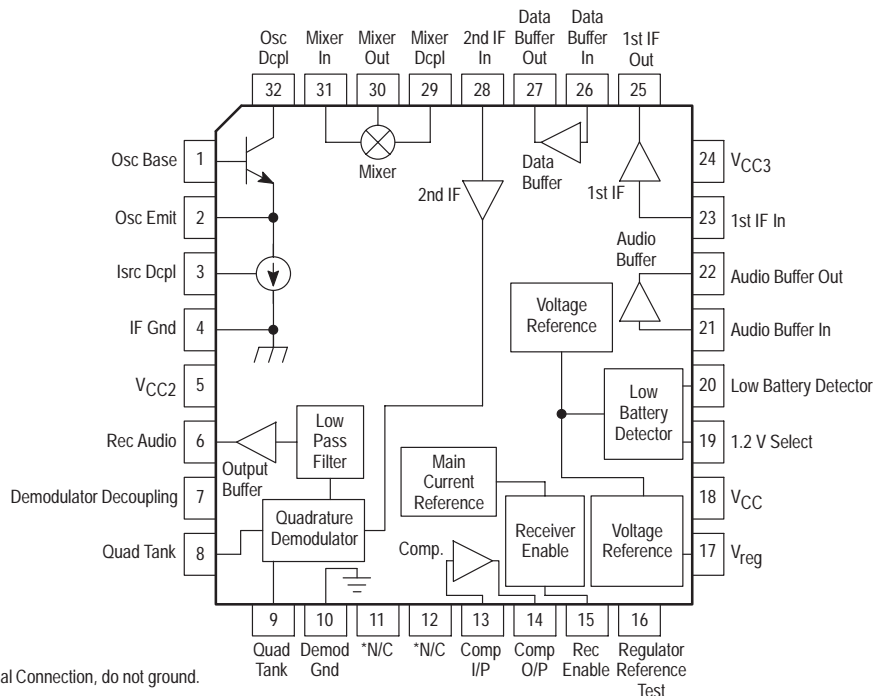 Osc
Dcpl
Mixer
In
Mixer
Out
Mixer
Dcpl
2nd IF
In
Data
Buffer
Out
Data
Buffer
In
1st IF
Out
32
31
30
29
28
27
26
25
Osc Base
1
Osc Emit
2
Isrc Dcpl
3
IF Gnd
4
VCC2
5
Rec Audio
6
Demodulator Decoupling
7
Quad Tank
8
Mixer
2nd IF
Data
Buffer
1st IF
Audio
Buffer
Voltage
Reference
Low
Battery
Detector
Low
Pass
Filter
Output
Buffer
Quadrature
Demodulator
Main
Current
Reference
Comp.
Receiver
Enable
Voltage
Reference
24
VCC3
23
1st IF In
22
Audio Buffer Out
21
Audio Buffer In
20
Low Battery Detector
19
1.2 V Select
18
VCC
17
Vreg
9
10
11
12
13
14
15
16
Quad
Tank
Demod
Gnd
*N/C
*N/C
Comp
I/P
Comp
O/P
Rec
Enable
Regulator
Reference
Test
al Connection, do not ground.